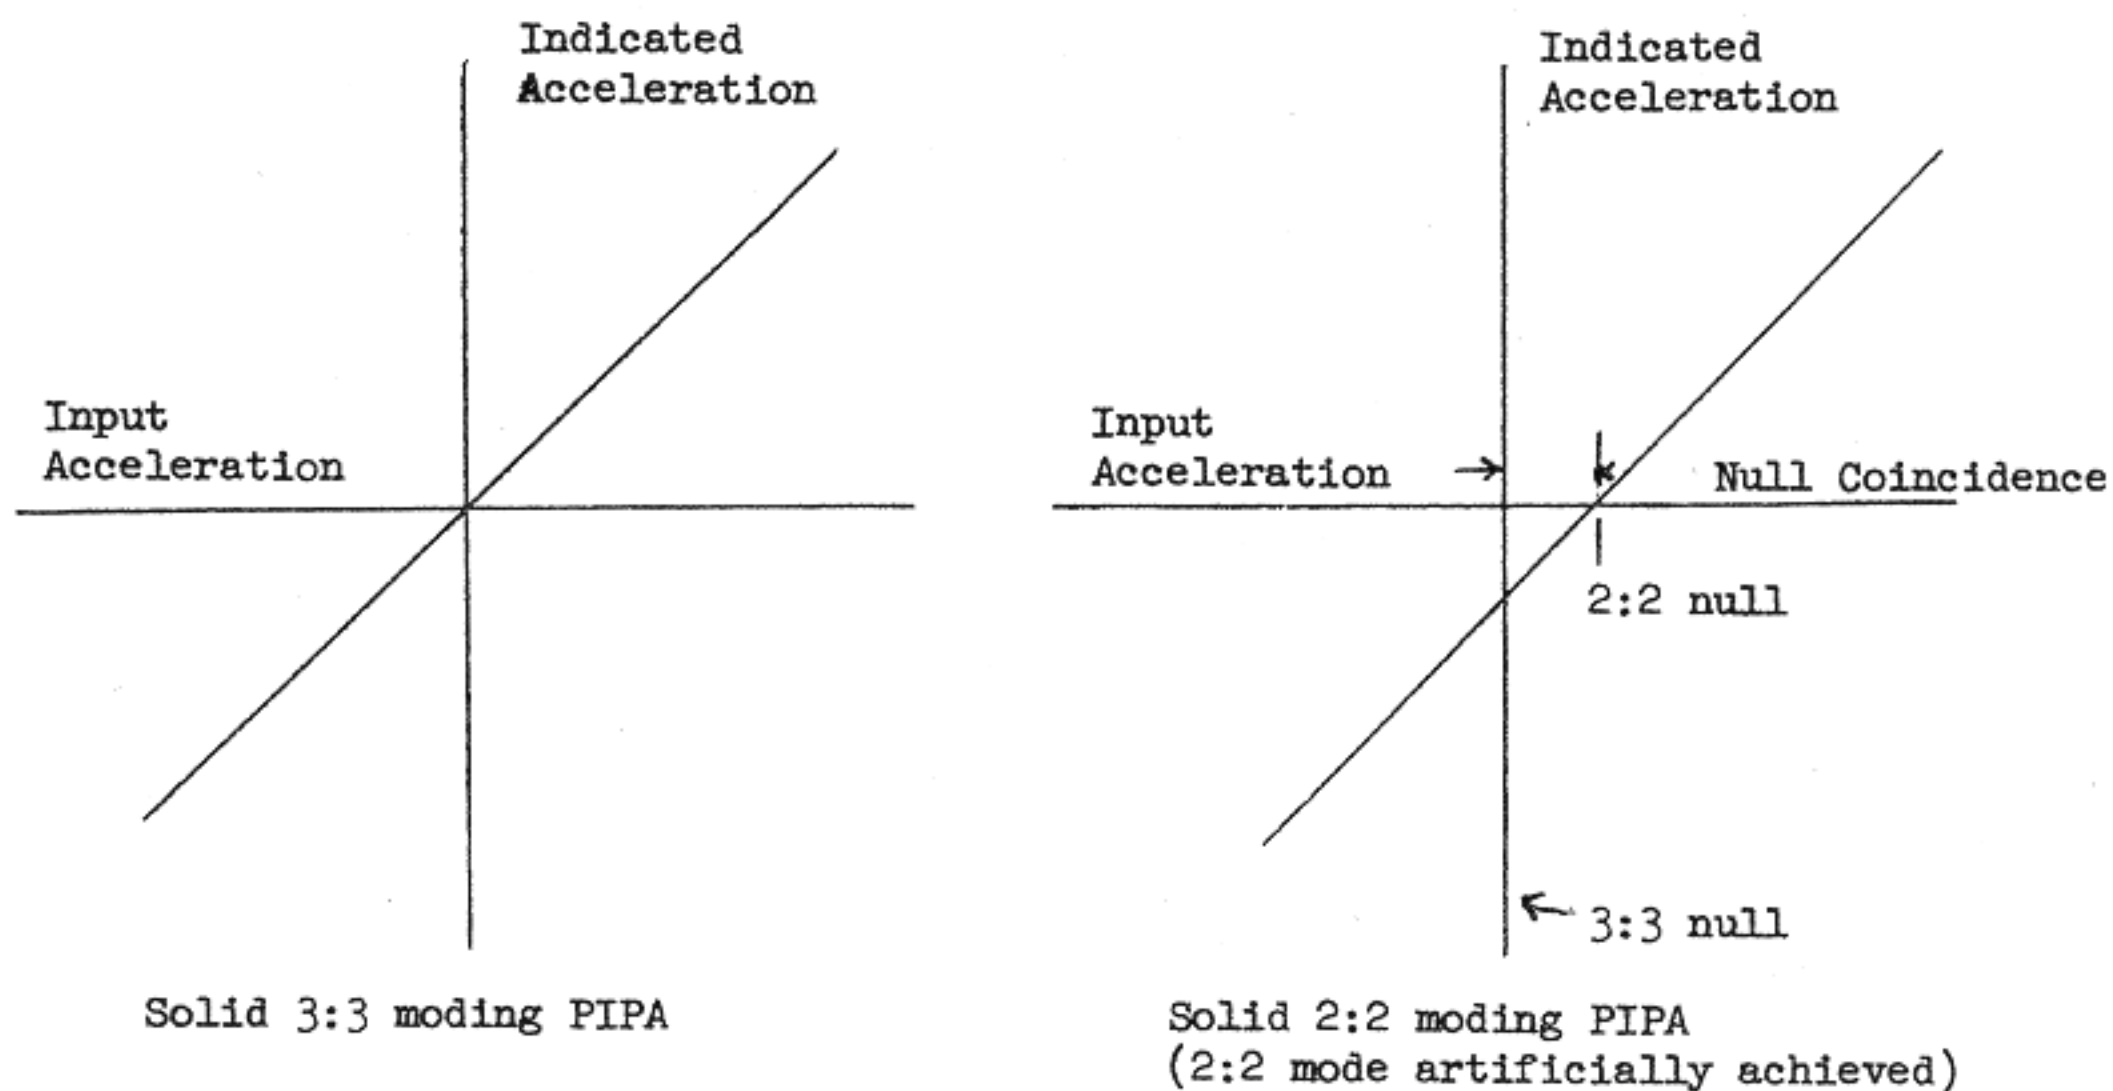 Indicated
Acceleration
Input
Acceleration
Solid 3:3 moding PIPA
Indicated
Acceleration
Input
Acceleration
Null Coincidence
2:2 null
3:3 null
Solid 2:2 moding PIPA
(2:2 mode artificially achieved)